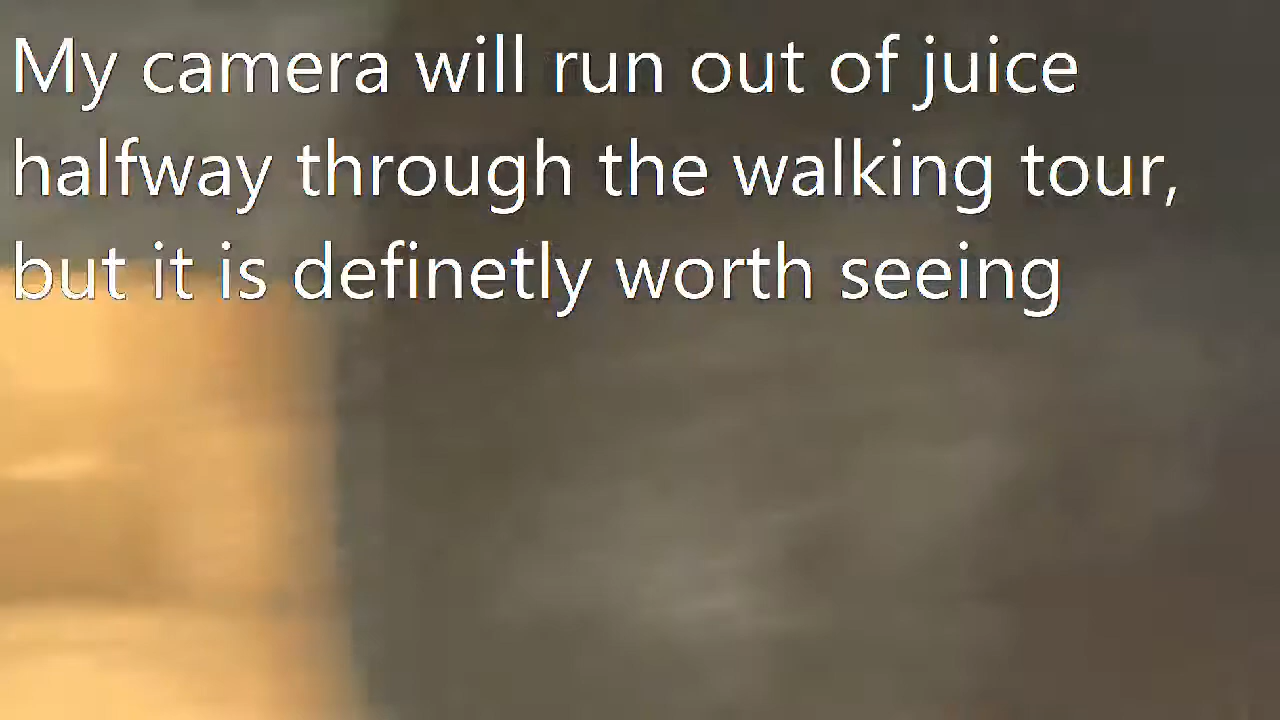 My camera will run out of juice
halfway through the walking tour,
but it is definetly worth seeing